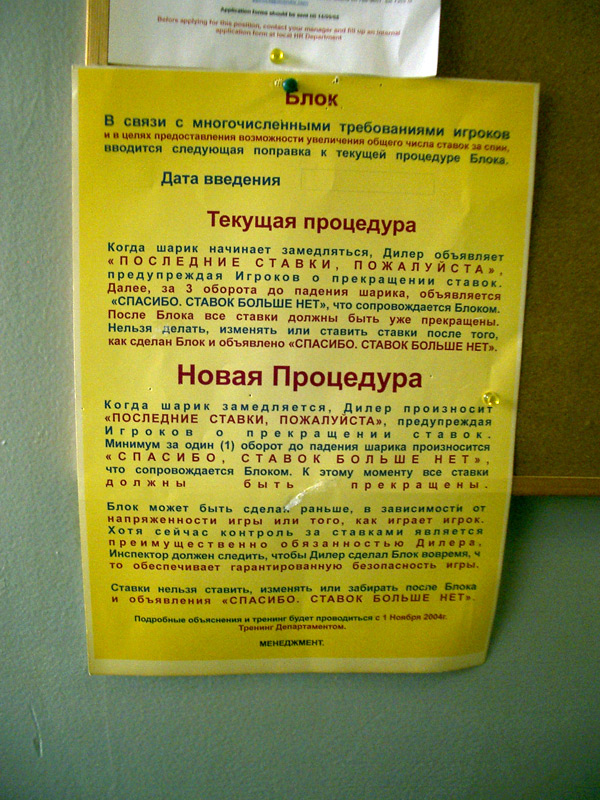 Application forms should be sent till 14/05/02
Before applying for this position, contact your manager and fill up an journal
application form at local HR Department
Блок
В связи с многочисленными требованиями игроков
и в целях предоставления возможности увеличения общего числа ставок за спин,
вводится следующая поправка к текущей процедуре Блока.
Дата введения
Текущая процедура
Когда шарик начинает замедляться, Дилер объявляет
«ПОСЛЕДНИЕ СТАВКИ, ПОЖАЛУЙСТА»,
предупреждая Игроков о прекращении ставок.
Далее, за 3 оборота до падения шарика, объявляется
«СПАСИБО. СТАВОК БОЛЬШЕ НЕТ», что сопровождается Блоком.
После Блока все ставки должны быть уже прекращены.
Нельзя делать, изменять или ставить ставки после того,
как сделан Блок и объявлено «СПАСИБО. СТАВОК БОЛЬШЕ НЕТ».
Новая Процедура
Когда шарик замедляется, Дилер произносит
«ПОСЛЕДНИЕ СТАВКИ, ПОЖАЛУЙСТА», предупреждая
Игроков о прекращении ставок.
Минимум за один (1) оборот до падения шарика произносится
«СПАСИБО, СТАВОК БОЛЬШЕ НЕТ»,
что сопровождается Блоком. К этому моменту все ставки
должны быть прекращены.
Блок может быть сделан раньше, в зависимости от
напряженности игры или того, как играет игрок.
Хотя сейчас контроль за ставками является
преимущественно обязанностью Дилера,
Инспектор должен следить, чтобы Дилер сделал Блок вовремя, ч
то обеспечивает гарантированную безопасность игры.
Ставки нельзя ставить, изменять или забирать после Блока
и объявления «СПАСИБО. СТАВОК БОЛЬШЕ НЕТ».
Подробные объяснения и тренинг будет проводиться с 1 Ноября 2004г.
Тренинг Департаментом.
МЕНЕДЖМЕНТ.